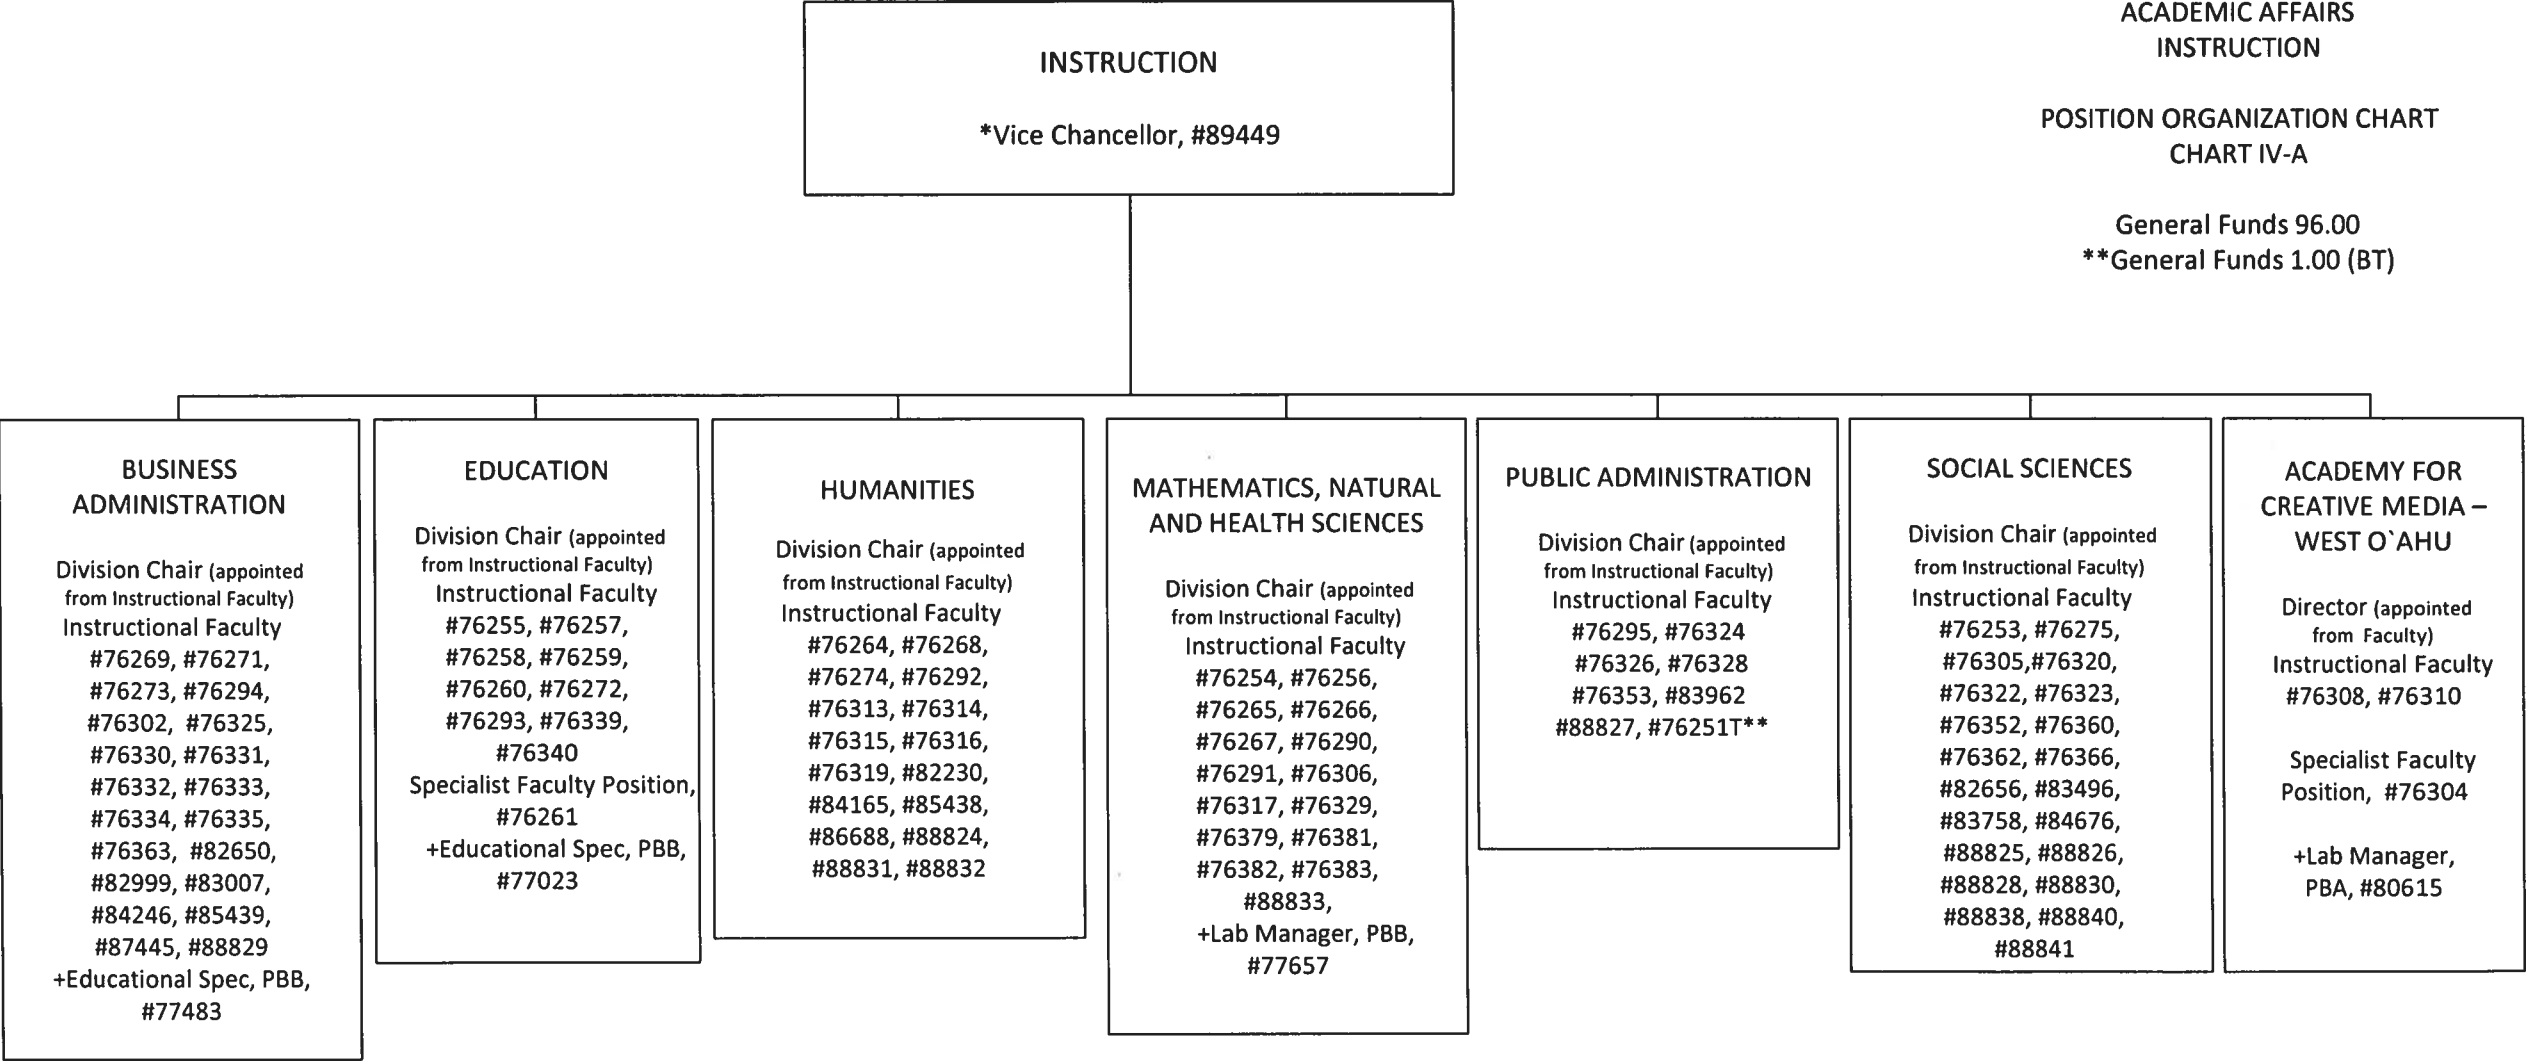 ACADEMIC AFFAIRS
INSTRUCTION
POSITION ORGANIZATION CHART
CHART IV-A
General Funds 96.00
**General Funds 1.00 (BT)
INSTRUCTION
*Vice Chancellor, #89449
BUSINESS
ADMINISTRATION
Division Chair (appointed
from Instructional Faculty)
Instructional Faculty
#76269, #76271,
#76273, #76294,
#76302, #76325,
#76330, #76331,
#76332, #76333,
#76334, #76335,
#76363, #82650,
#82999, #83007,
#84246, #85439,
#87445, #88829
+Educational Spec, PBB,
#77483
EDUCATION
Division Chair (appointed
from Instructional Faculty)
Instructional Faculty
#76255, #76257,
#76258, #76259,
#76260, #76272,
#76293, #76339,
#76340
Specialist Faculty Position,
#76261
+Educational Spec, PBB,
#77023
HUMANITIES
Division Chair (appointed
from Instructional Faculty)
Instructional Faculty
#76264, #76268,
#76274, #76292,
#76313, #76314,
#76315, #76316,
#76319, #82230,
#84165, #85438,
#86688, #88824,
#88831, #88832
MATHEMATICS, NATURAL
AND HEALTH SCIENCES
Division Chair (appointed
from Instructional Faculty)
Instructional Faculty
#76254, #76256,
#76265, #76266,
#76267, #76290,
#76291, #76306,
#76317, #76329,
#76379, #76381,
#76382, #76383,
#88833,
+Lab Manager, PBB,
#77657
PUBLIC ADMINISTRATION
Division Chair (appointed
from Instructional Faculty)
Instructional Faculty
#76295, #76324
#76326, #76328
#76353, #83962
#88827, #76251T**
SOCIAL SCIENCES
Division Chair (appointed
from Instructional Faculty)
Instructional Faculty
#76253, #76275,
#76305,#76320,
#76322, #76323,
#76352, #76360,
#76362, #76366,
#82656, #83496,
#83758, #84676,
#88825, #88826,
#88828, #88830,
#88838, #88840,
#88841
ACADEMY FOR
CREATIVE MEDIA –
WEST O`AHU
Director (appointed
from Faculty)
Instructional Faculty
#76308, #76310
Specialist Faculty
Position, #76304
+Lab Manager,
PBA, #80615